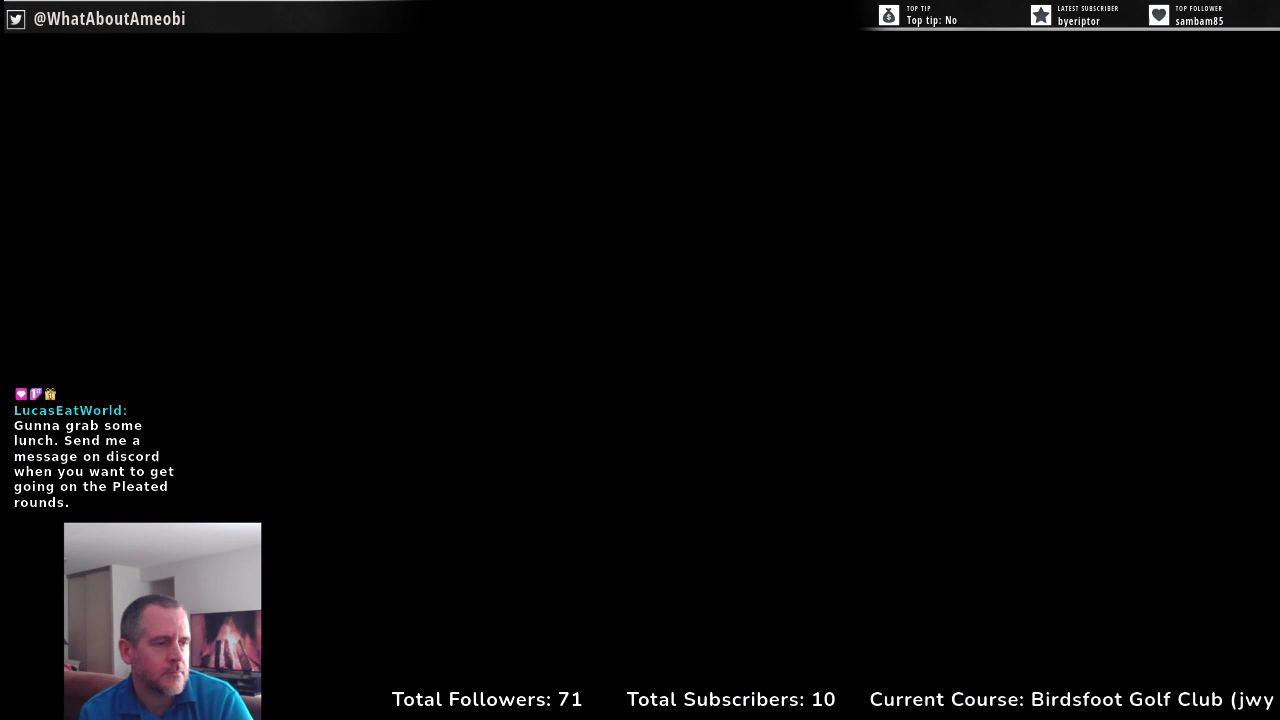 @WhatAboutAmeobi
TOP TIP
Top tip: No
LATEST SUBSCRIBER
byeriptor
TOP FOLLOWER
sambam85
LucasEatWorld:
Gunna grab some
lunch. Send me a
message on discord
when you want to get
going on the Pleated
rounds.
Total Followers: 71
Total Subscribers: 10
Current Course: Birdsfoot Golf Club (jwy